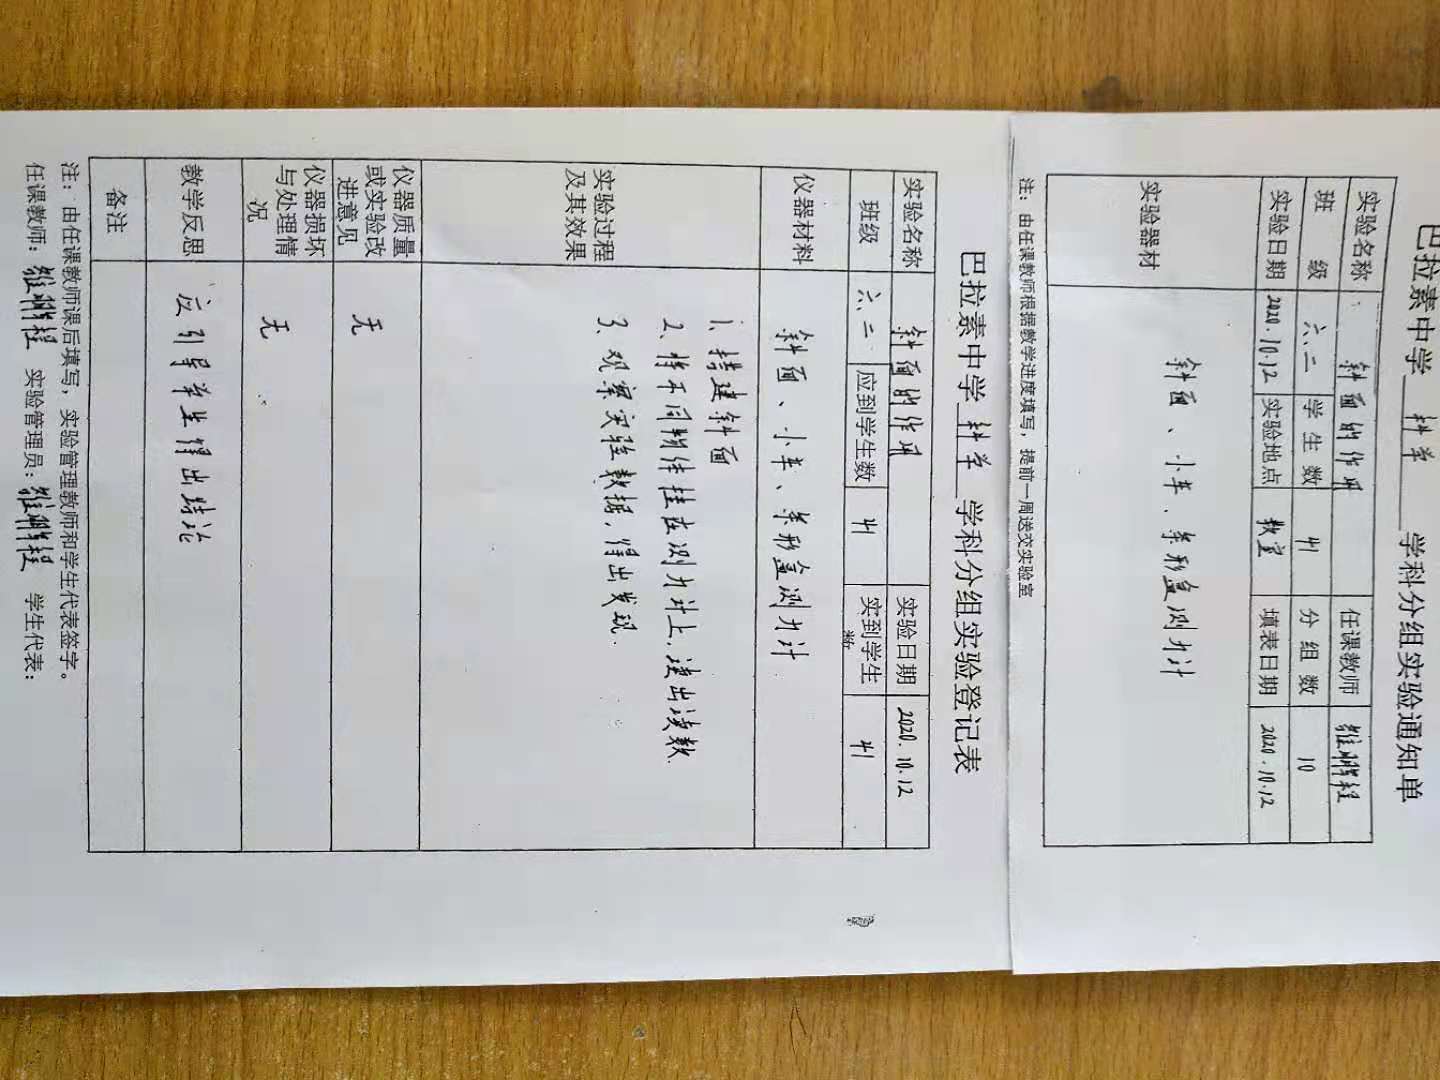 巴拉素中学 科学 学科分组实验通知单
实验名称 斜面的作用 任课教师
班级 六、二 学生数 41 分组数 10
实验日期 2020.10.12 实验地点 教室 填表日期 2020.10.12
实验器材 斜面、小车、条形盒测力计
注：由任课教师根据教学进度填写，提前一周送交实验室
巴拉素中学 科学 学科分组实验登记表
实验名称 斜面的作用 实验日期 2020.10.12
班级 六、二 应到学生数 41 实到学生数 41
仪器材料 斜面、小车、条形盒测力计
实验过程及其效果
1、搭建斜面
2、将不同物体挂在测力计上，读出读数.
3、观察实验数据，得出发现.
仪器质量或实验改进意见 无
仪器损坏与处理情况 无
教学反思 应引导学生得出结论
备注
注：由任课教师课后填写，实验管理教师和学生代表签字。
任课教师： 实验管理员： 学生代表：